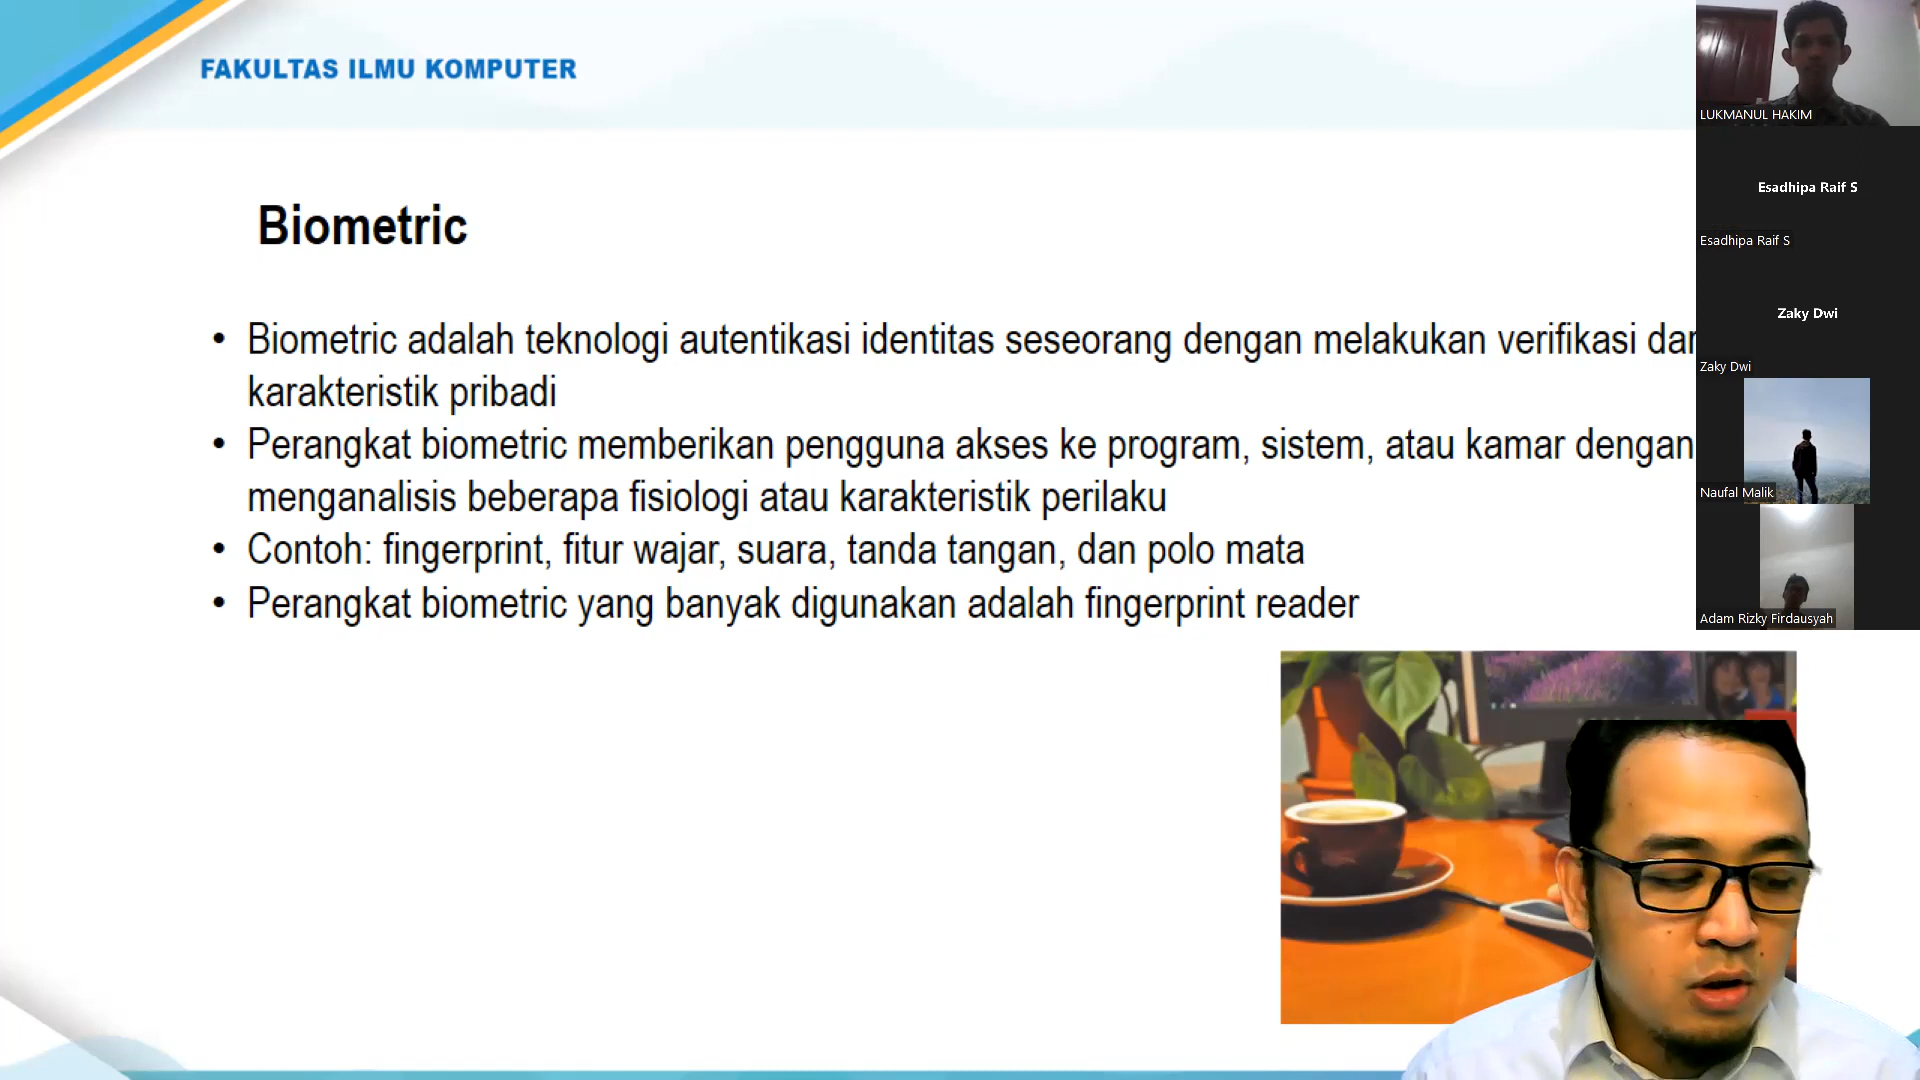 FAKULTAS ILMU KOMPUTER
Biometric
• Biometric adalah teknologi autentikasi identitas seseorang dengan melakukan verifikasi
karakteristik pribadi
• Perangkat biometric memberikan pengguna akses ke program, sistem, atau kamar dengan
menganalisis beberapa fisiologi atau karakteristik perilaku
• Contoh: fingerprint, fitur wajar, suara, tanda tangan, dan polo mata
• Perangkat biometric yang banyak digunakan adalah fingerprint reader
LUKMANUL HAKIM
Esadhipa Raif S
Esadhipa Raif S
Zaky Dwi
Zaky Dwi
Naufal Malik
Adam Rizky Firdausyah